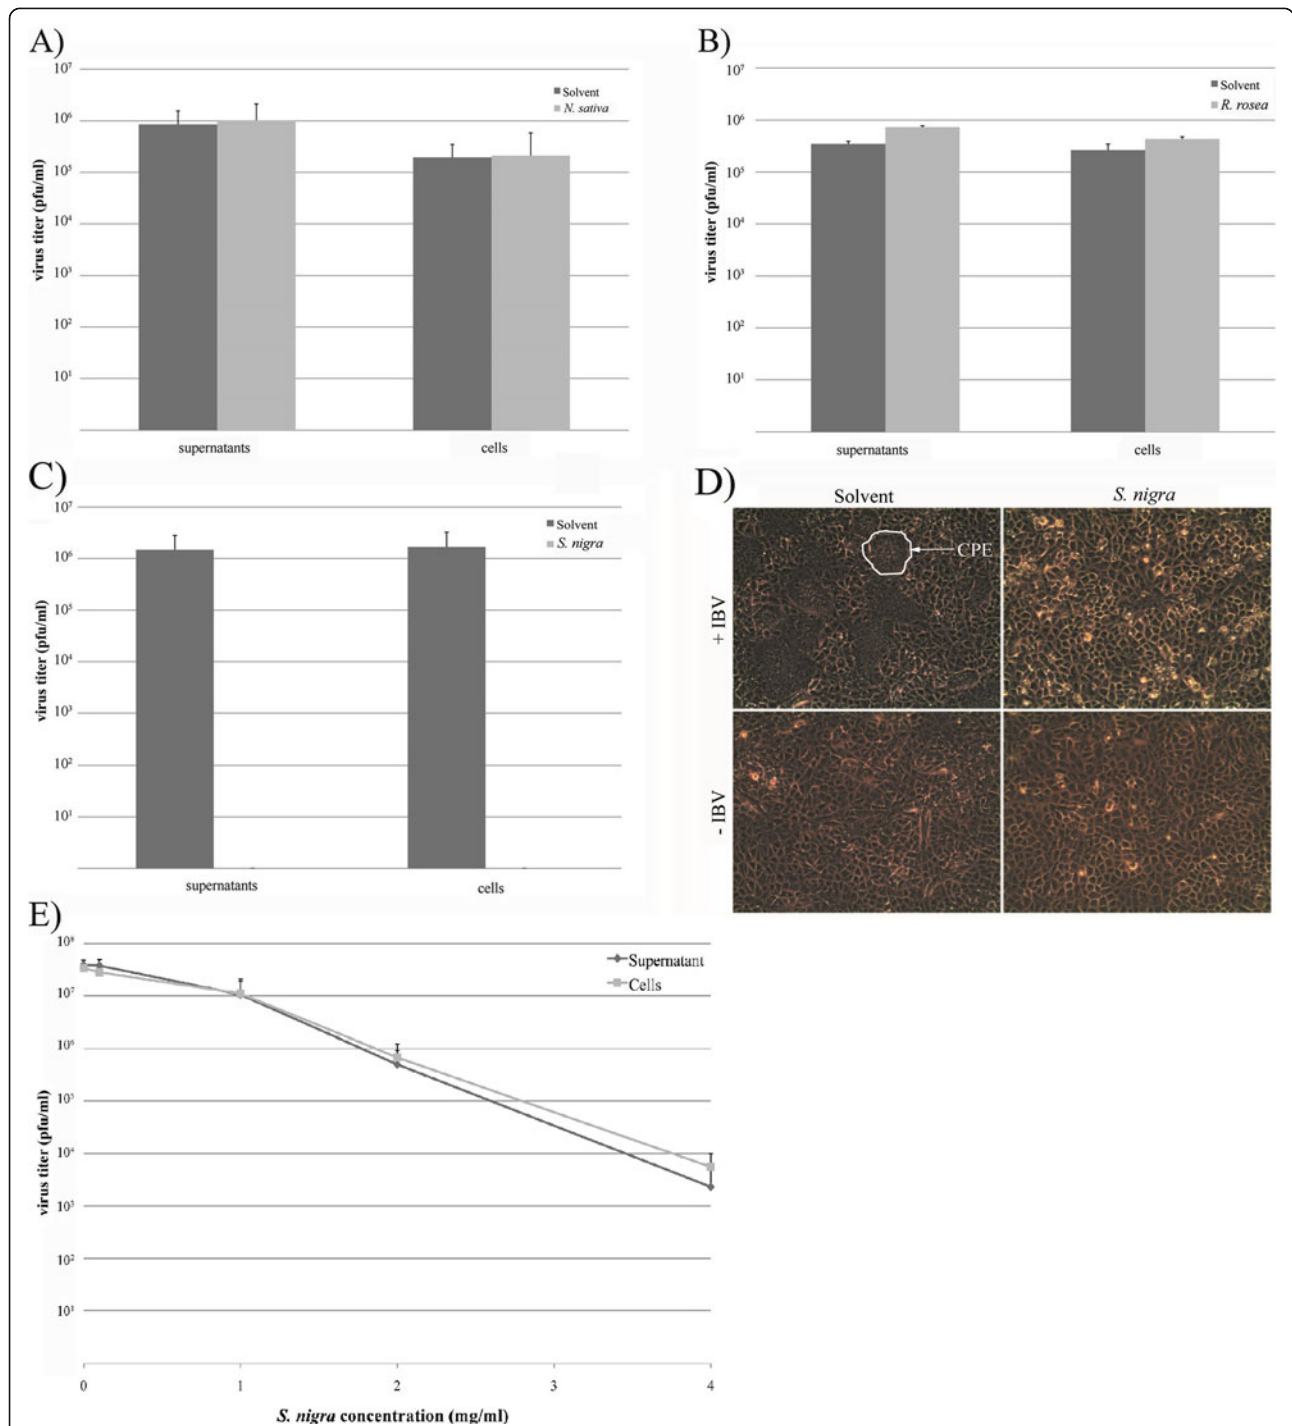 A)
10⁷
10⁶
10⁵
10⁴
10³
10²
10¹
virus titer (pfu/ml)
Solvent
N. sativa
supernatants
cells
B)
10⁷
10⁶
10⁵
10⁴
10³
10²
10¹
virus titer (pfu/ml)
Solvent
R. rosea
supernatants
cells
C)
10⁷
10⁶
10⁵
10⁴
10³
10²
10¹
virus titer (pfu/ml)
Solvent
S. nigra
supernatants
cells
D)
Solvent
S. nigra
+ IBV
CPE
- IBV
E)
10⁸
10⁷
10⁶
10⁵
10⁴
10³
10²
10¹
virus titer (pfu/ml)
Supernatant
Cells
0 1 2 3 4
S. nigra concentration (mg/ml)